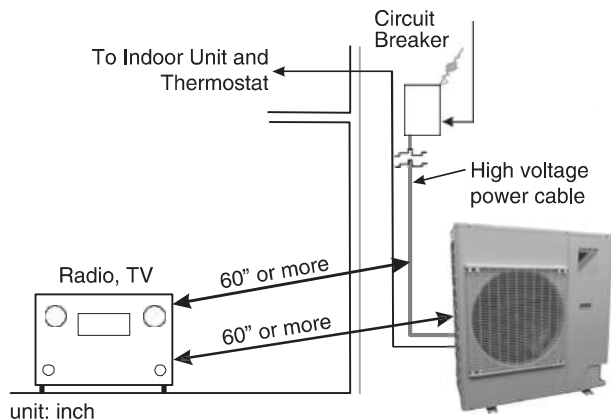 Circuit
Breaker
To Indoor Unit and
Thermostat
High voltage
power cable
Radio, TV
60” or more
60” or more
unit: inch